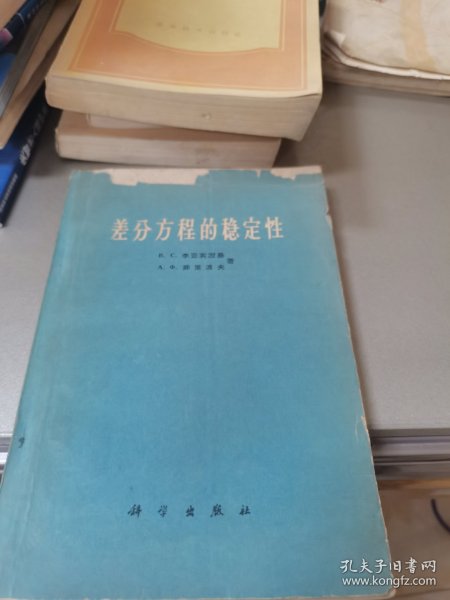 差分方程的稳定性
В. С. 李亚宾涅基
А. Ф. 菲里波夫
著
科学出版社
孔夫子旧书网
www.kongfz.com